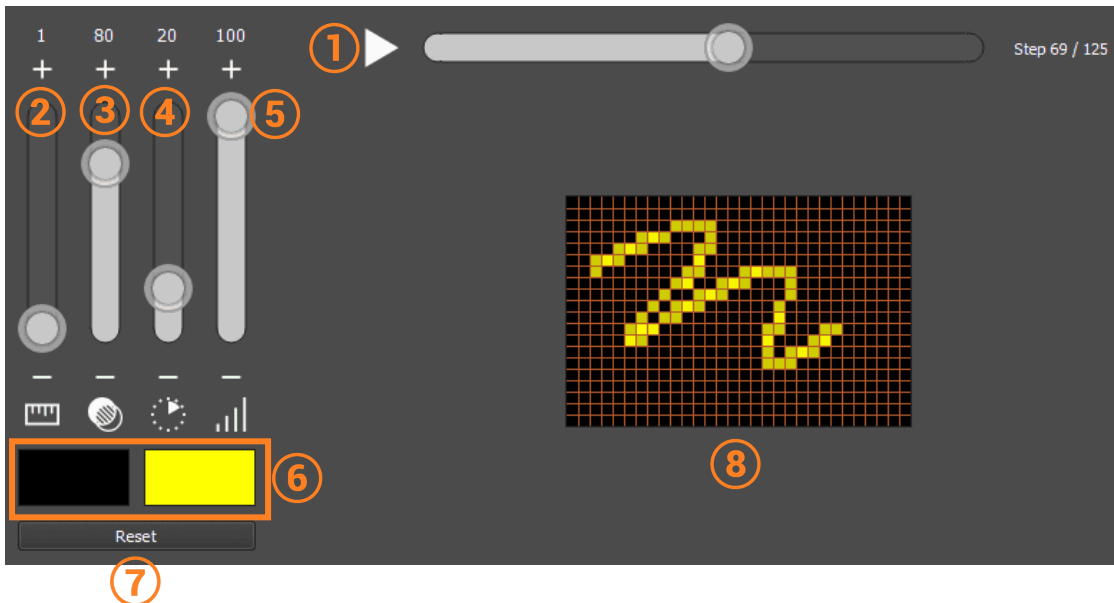 1 80 20 100
① Step 69 / 125
+ + + +
② ③ ④ ⑤
− − − −
⑥
Reset
⑦
⑧